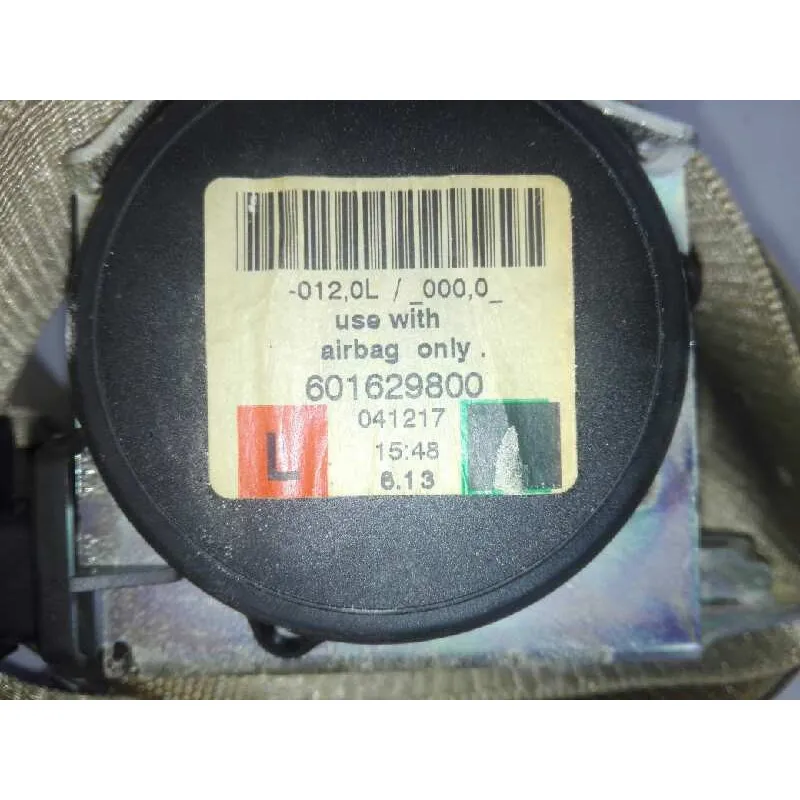 -012,0L / _000,0_
use with
airbag only .
601629800
041217
L
15:48
6.13